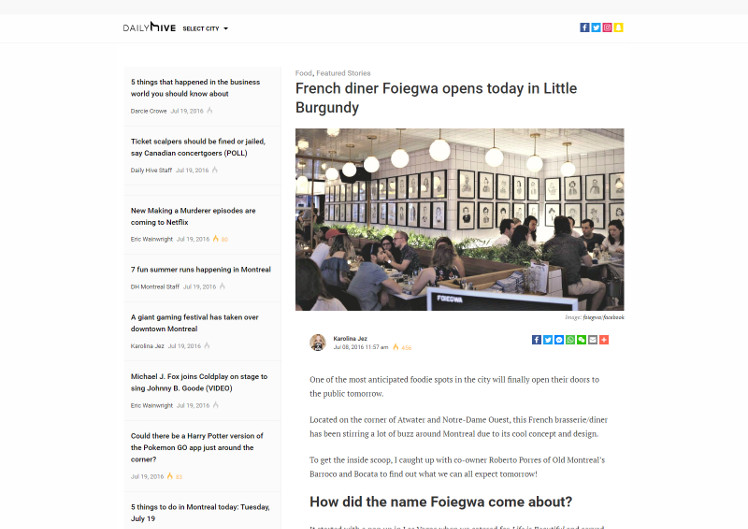 DAILY HIVE SELECT CITY
5 things that happened in the business
world you should know about
Darcie Crowe Jul 19, 2016
Ticket scalpers should be fined or jailed,
say Canadian concertgoers (POLL)
Daily Hive Staff Jul 19, 2016
New Making a Murderer episodes are
coming to Netflix
Eric Wainwright Jul 19, 2016
7 fun summer runs happening in Montreal
DH Montreal Staff Jul 19, 2016
A giant gaming festival has taken over
downtown Montreal
Karolina Jez Jul 19, 2016
Michael J. Fox joins Coldplay on stage to
sing Johnny B. Goode (VIDEO)
Eric Wainwright Jul 19, 2016
Could there be a Harry Potter version of
the Pokemon GO app just around the
corner?
Jul 19, 2016
5 things to do in Montreal today: Tuesday,
July 19
Food, Featured Stories
French diner Foiegwa opens today in Little
Burgundy
FOIEGWA
Image: foiegwa/facebook
Karolina Jez
Jul 08, 2016 11:57 am
One of the most anticipated foodie spots in the city will finally open their doors to
the public tomorrow.
Located on the corner of Atwater and Notre-Dame Ouest, this French brasserie/diner
has been stirring a lot of buzz around Montreal due to its cool concept and design.
To get the inside scoop, I caught up with co-owner Roberto Porres of Old Montreal's
Barroco and Bocata to find out what we can all expect tomorrow!
How did the name Foiegwa come about?